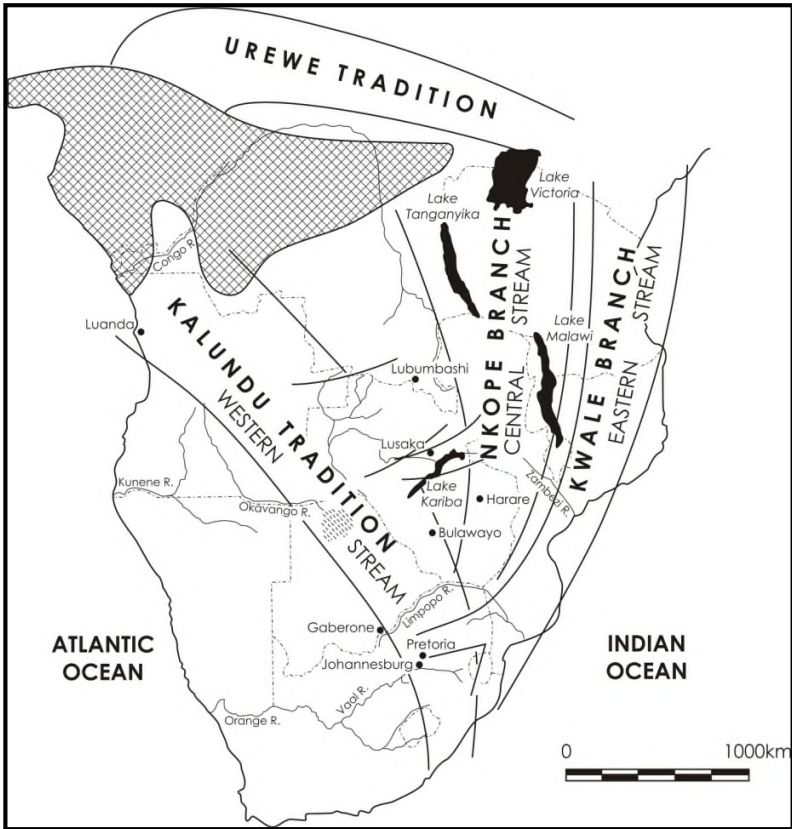 UREWE TRADITION
Lake
Victoria
Lake
Tanganyika
Congo R.
KALUNDU TRADITION
WESTERN
STREAM
NKOPE BRANCH
CENTRAL
STREAM
KWALE BRANCH
EASTERN
STREAM
Lake
Malawi
Luanda
Lubumbashi
Lusaka
Lake
Kariba
Harare
Zambezi R.
Kunene R.
Okavango R.
Bulawayo
Limpopo R.
Gaberone
Pretoria
Johannesburg
Vaal R.
Orange R.
ATLANTIC
OCEAN
INDIAN
OCEAN
0 1000km